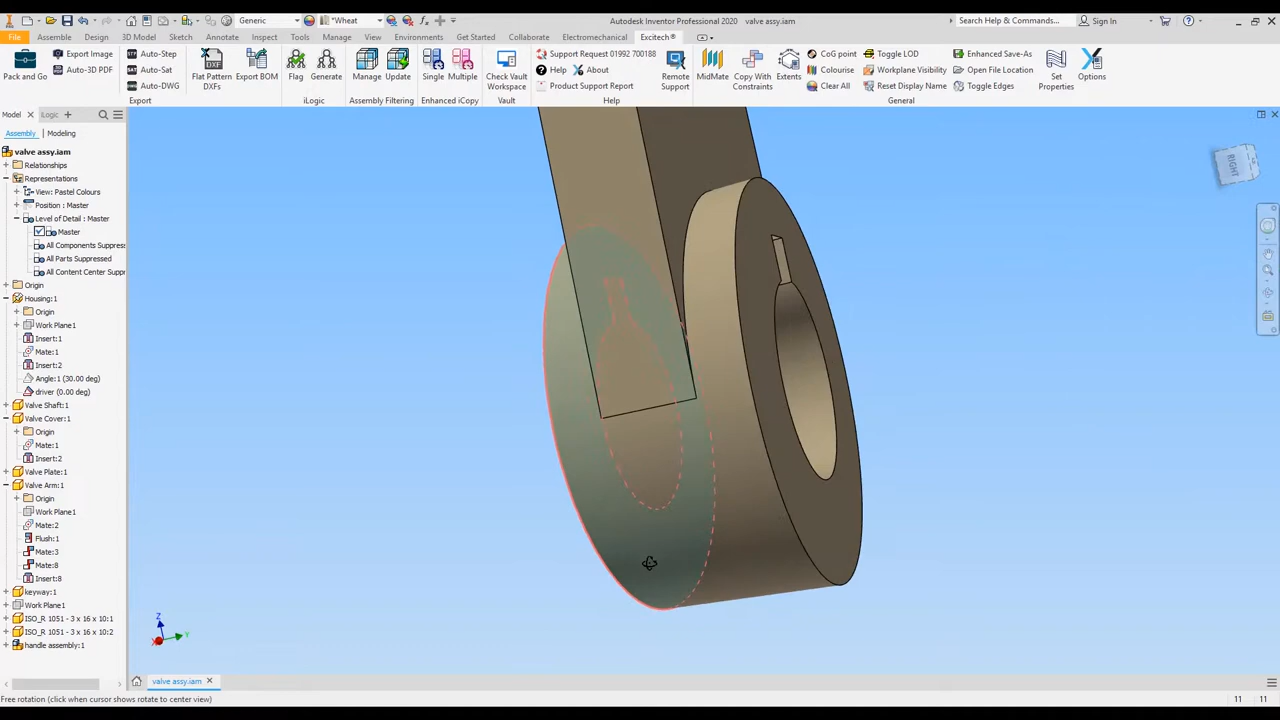 Generic
*Wheat
Autodesk Inventor Professional 2020 valve assy.iam
Search Help & Commands...
Sign In
File Assemble Design 3D Model Sketch Annotate Inspect Tools Manage View Environments Get Started Collaborate Electromechanical Excitech®
Pack and Go
Export Image
Auto-3D PDF
Auto-Step
Auto-Sat
Auto-DWG
Export
Flat Pattern DXFs
Export BOM
Flag
Generate
iLogic
Manage
Update
Assembly Filtering
Single
Multiple
Enhanced iCopy
Check Vault Workspace
Vault
Support Request 01992 700188
Help
About
Product Support Report
Remote Support
Help
MidMate
Copy With Constraints
Extents
CoG point
Colourise
Clear All
Toggle LOD
Workplane Visibility
Reset Display Name
Enhanced Save-As
Open File Location
Toggle Edges
Set Properties
Options
General
Model
iLogic
Assembly
Modeling
valve assy.iam
Relationships
Representations
View: Pastel Colours
Position : Master
Level of Detail : Master
Master
All Components Suppress
All Parts Suppressed
All Content Center Suppr
Origin
Housing:1
Origin
Work Plane1
Insert:1
Mate:1
Insert:2
Angle:1 (30.00 deg)
driver (0.00 deg)
Valve Shaft:1
Valve Cover:1
Origin
Mate:1
Insert:2
Valve Plate:1
Valve Arm:1
Origin
Work Plane1
Mate:2
Flush:1
Mate:3
Mate:8
Insert:8
keyway:1
Work Plane1
ISO_R 1051 - 3 x 16 x 10:1
ISO_R 1051 - 3 x 16 x 10:2
handle assembly:1
RIGHT
Z
Y
X
valve assy.iam
Free rotation (click when cursor shows rotate to center view)
11 11